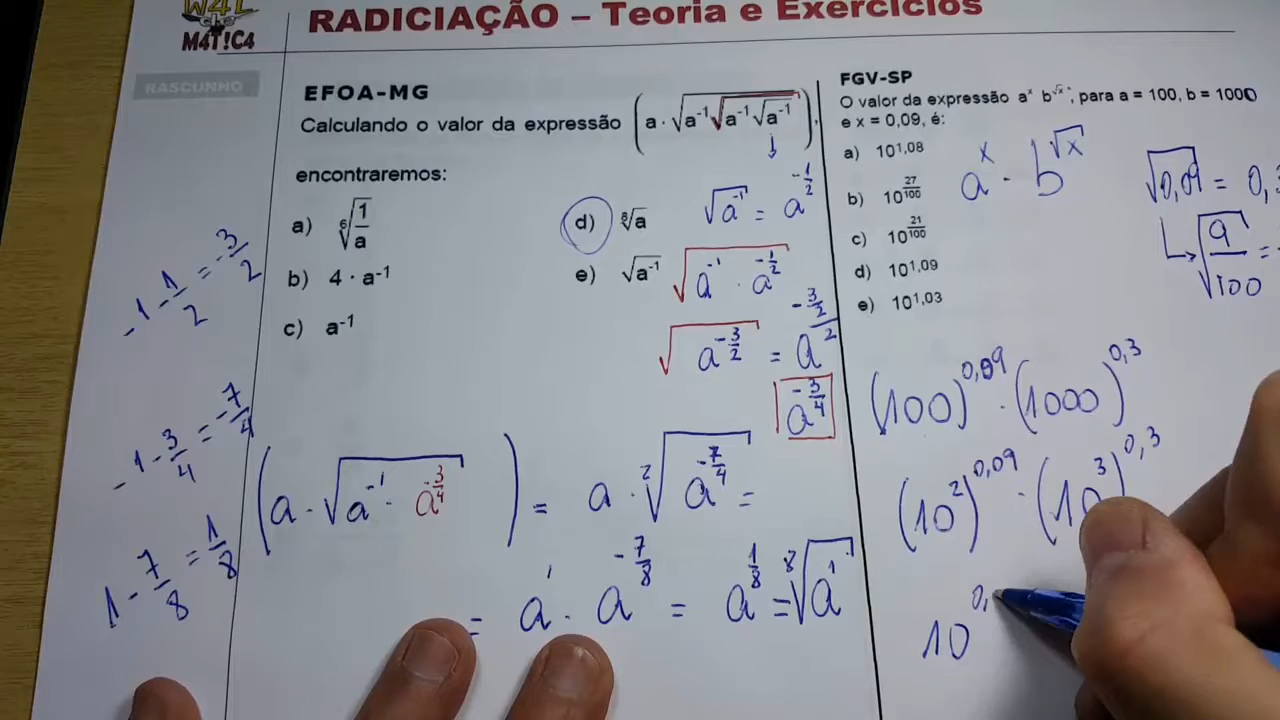 W4L
M4T!C4
RADICIAÇÃO – Teoria e Exercícios
RASCUNHO
EFOA-MG
Calculando o valor da expressão (a · √(a⁻¹√(a⁻¹√(a⁻¹)))),
encontraremos:
a) ⁶√(1/a)
b) 4 · a⁻¹
c) a⁻¹
d) ⁸√a
e) √a⁻¹
√a⁻¹ = a^(-1/2)
√(a⁻¹ · a^(-1/2))
√(a^(-3/2)) = a^((-3/2)/2)
a^(-3/4)
-1 - 1/2 = -3/2
-1 - 3/4 = -7/4
1 - 7/8 = 1/8
(a · √(a⁻¹ · a^(-3/4))) = a · ²√(a^(-7/4)) =
= a¹ · a^(-7/8) = a^(1/8) = ⁸√a¹
FGV-SP
O valor da expressão aˣ b^√x, para a = 100, b = 1000
e x = 0,09, é:
a) 10^1,08
b) 10^(27/100)
c) 10^(21/100)
d) 10^1,09
e) 10^1,03
aˣ · b^√x
√0,09 = 0,
√9/√100 =
(100)^0,09 · (1000)^0,3
(10²)^0,09 · (10³)^0,3
10^0,